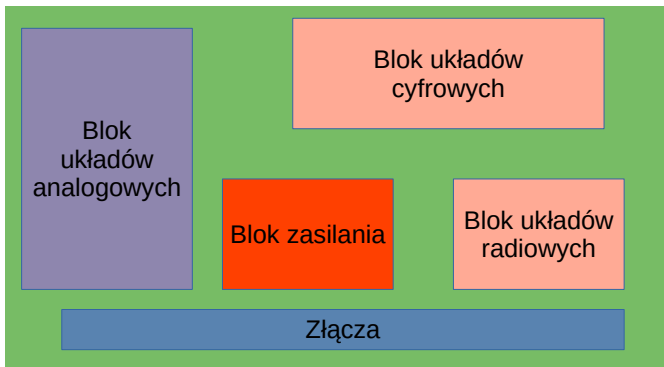 Blok
układów
analogowych
Blok układów
cyfrowych
Blok zasilania
Blok układów
radiowych
Złącza